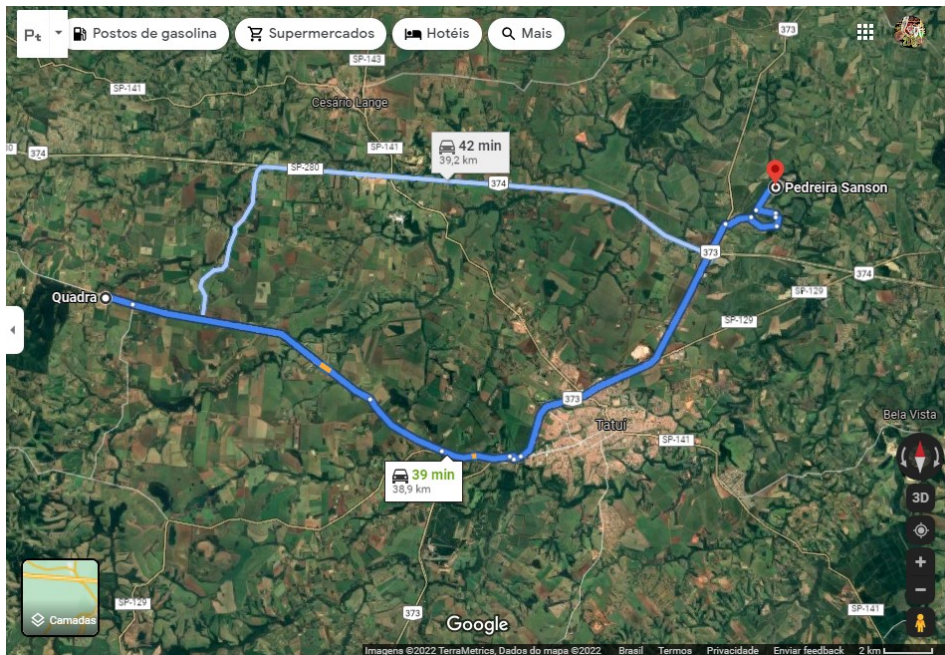 Pt
Postos de gasolina
Supermercados
Hotéis
Mais
373
SP-143
SP-141
Cesário Lange
SP-141
42 min
39,2 km
374
SP-280
374
Pedreira Sanson
373
374
SP-129
Quadra
SP-129
373
Tatuí
Bela Vista
SP-141
39 min
38,9 km
3D
SP-129
373
SP-141
Camadas
Google
Imagens ©2022 TerraMetrics, Dados do mapa ©2022 Brasil Termos Privacidade Enviar feedback 2 km